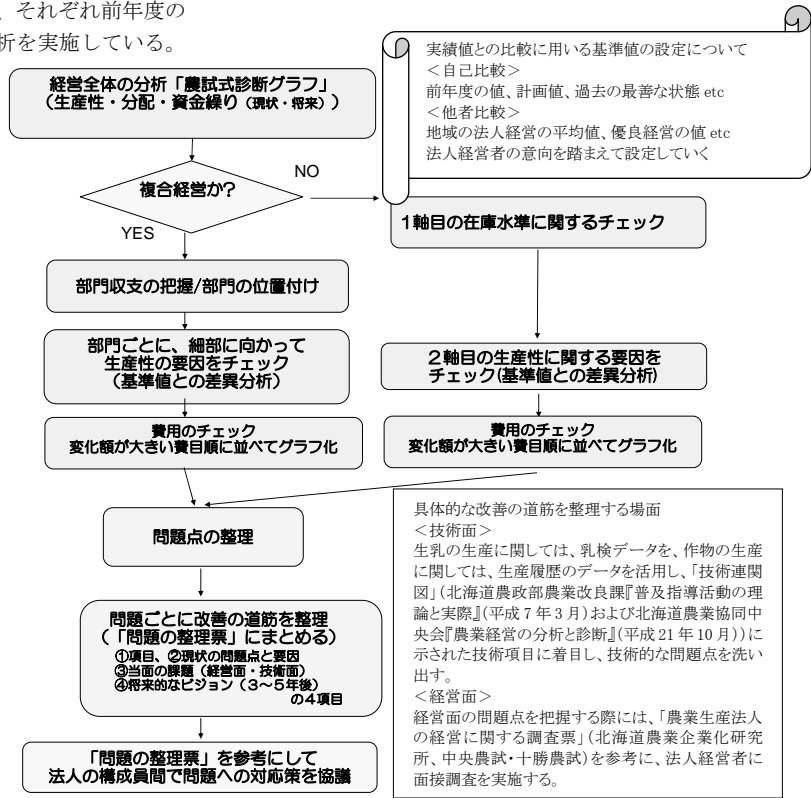 、それぞれ前年度の
析を実施している。
実績値との比較に用いる基準値の設定について
＜自己比較＞
前年度の値、計画値、過去の最善な状態 etc
＜他者比較＞
地域の法人経営の平均値、優良経営の値 etc
法人経営者の意向を踏まえて設定していく
経営全体の分析「農試式診断グラフ」
（生産性・分配・資金繰り（現状・将来））
複合経営か?
NO
YES
1軸目の在庫水準に関するチェック
部門収支の把握/部門の位置付け
部門ごとに、細部に向かって
生産性の要因をチェック
（基準値との差異分析）
2軸目の生産性に関する要因を
チェック(基準値との差異分析)
費用のチェック
変化額が大きい費目順に並べてグラフ化
費用のチェック
変化額が大きい費目順に並べてグラフ化
問題点の整理
問題ごとに改善の道筋を整理
（「問題の整理票」にまとめる）
①項目、②現状の問題点と要因
③当面の課題（経営面・技術面）
④将来的なビジョン（3～5年後）
の4項目
「問題の整理票」を参考にして
法人の構成員間で問題への対応策を協議
具体的な改善の道筋を整理する場面
＜技術面＞
生乳の生産に関しては、乳検データを、作物の生産
に関しては、生産履歴のデータを活用し、「技術連関
図」（北海道農政部農業改良課『普及指導活動の理
論と実際』（平成 7 年 3 月）および北海道農業協同中
央会『農業経営の分析と診断』（平成 21 年 10 月））に
示された技術項目に着目し、技術的な問題点を洗い
出す。
＜経営面＞
経営面の問題点を把握する際には、「農業生産法人
の経営に関する調査票」（北海道農業企業化研究
所、中央農試・十勝農試）を参考に、法人経営者に
面接調査を実施する。